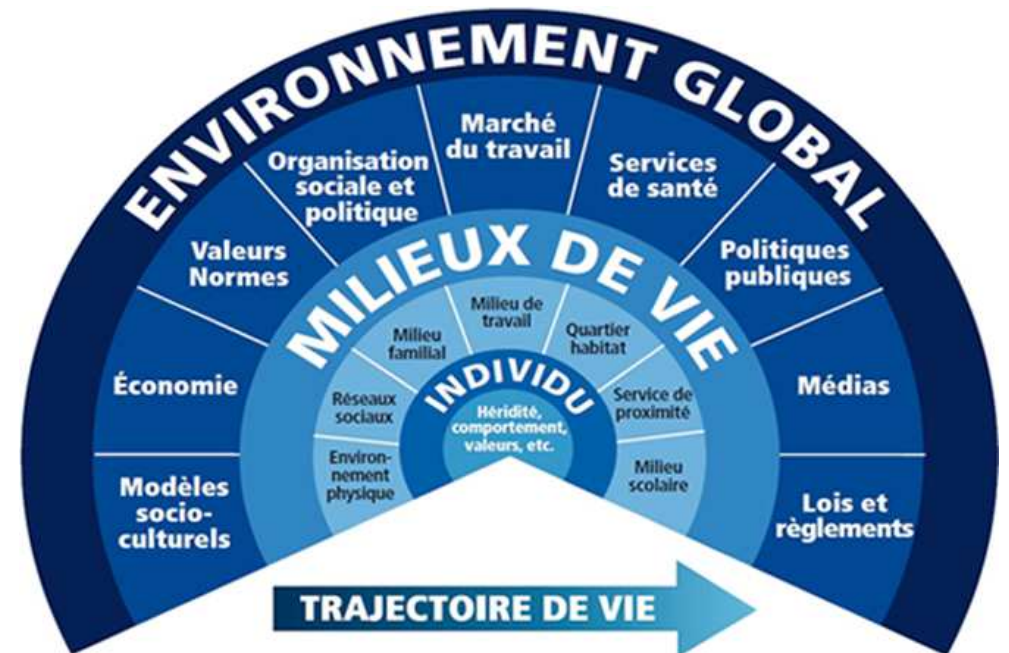 ENVIRONNEMENT GLOBAL
Modèles
socio-
culturels
Économie
Valeurs
Normes
Organisation
sociale et
politique
Marché
du travail
Services
de santé
Politiques
publiques
Médias
Lois et
règlements
MILIEUX DE VIE
Environ-
nement
physique
Réseaux
sociaux
Milieu
familial
Milieu de
travail
Quartier
habitat
Service de
proximité
Milieu
scolaire
INDIVIDU
Héridité,
comportement,
valeurs, etc.
TRAJECTOIRE DE VIE